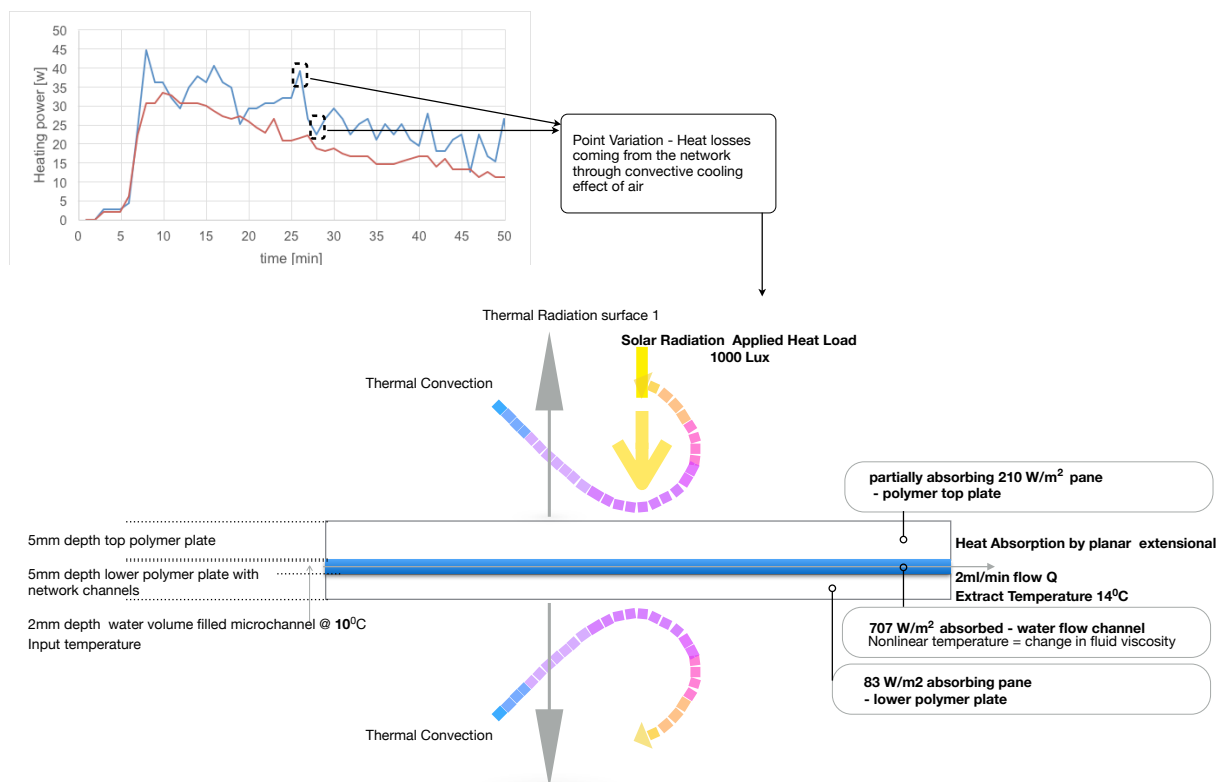 50
45
40
35
30
25
20
15
10
5
0
Heating power [w]
0 5 10 15 20 25 30 35 40 45 50
time [min]
Point Variation - Heat losses
coming from the network
through convective cooling
effect of air
Thermal Radiation surface 1
Solar Radiation Applied Heat Load
1000 Lux
Thermal Convection
partially absorbing 210 W/m² pane
- polymer top plate
5mm depth top polymer plate
Heat Absorption by planar extensional
5mm depth lower polymer plate with
network channels
2ml/min flow Q
Extract Temperature 14⁰C
2mm depth water volume filled microchannel @ 10⁰C
Input temperature
707 W/m² absorbed - water flow channel
Nonlinear temperature = change in fluid viscosity
83 W/m2 absorbing pane
- lower polymer plate
Thermal Convection